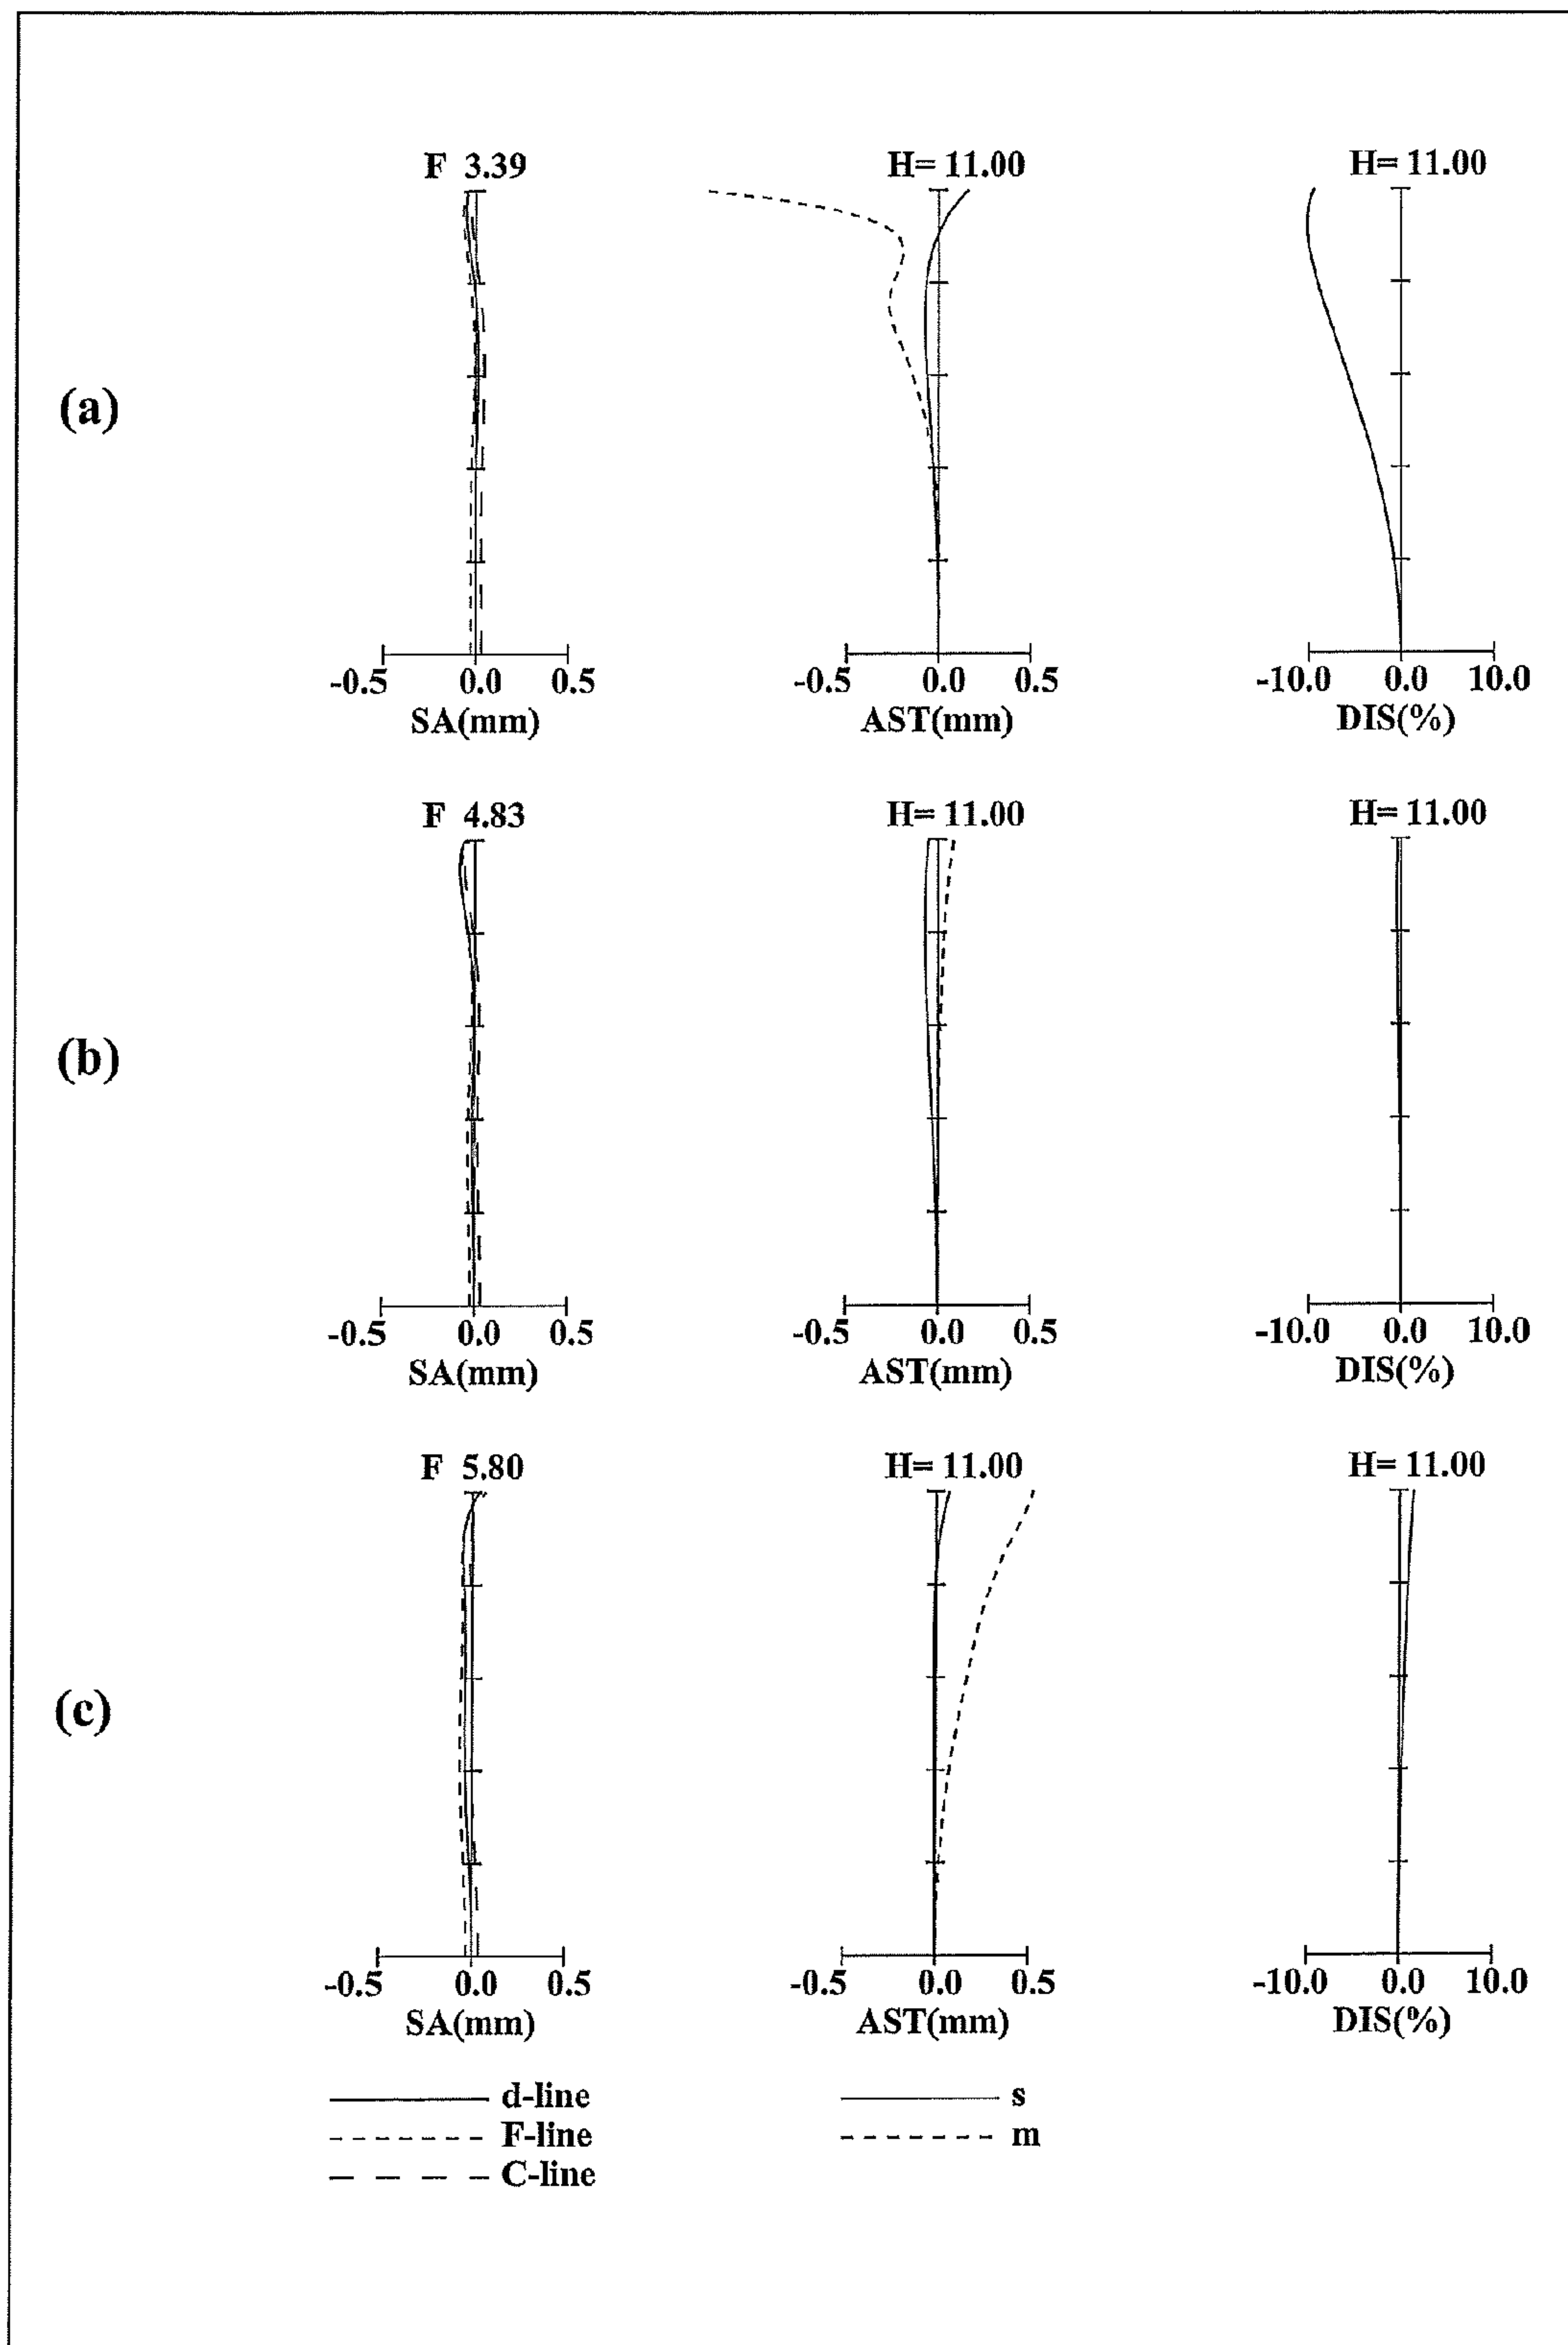 F 3.39
H= 11.00
H= 11.00
(a)
-0.5 0.0 0.5
-0.5 0.0 0.5
-10.0 0.0 10.0
SA(mm)
AST(mm)
DIS(%)
F 4.83
H= 11.00
H= 11.00
(b)
-0.5 0.0 0.5
-0.5 0.0 0.5
-10.0 0.0 10.0
SA(mm)
AST(mm)
DIS(%)
F 5.80
H= 11.00
H= 11.00
(c)
-0.5 0.0 0.5
-0.5 0.0 0.5
-10.0 0.0 10.0
SA(mm)
AST(mm)
DIS(%)
d-line
F-line
C-line
s
m